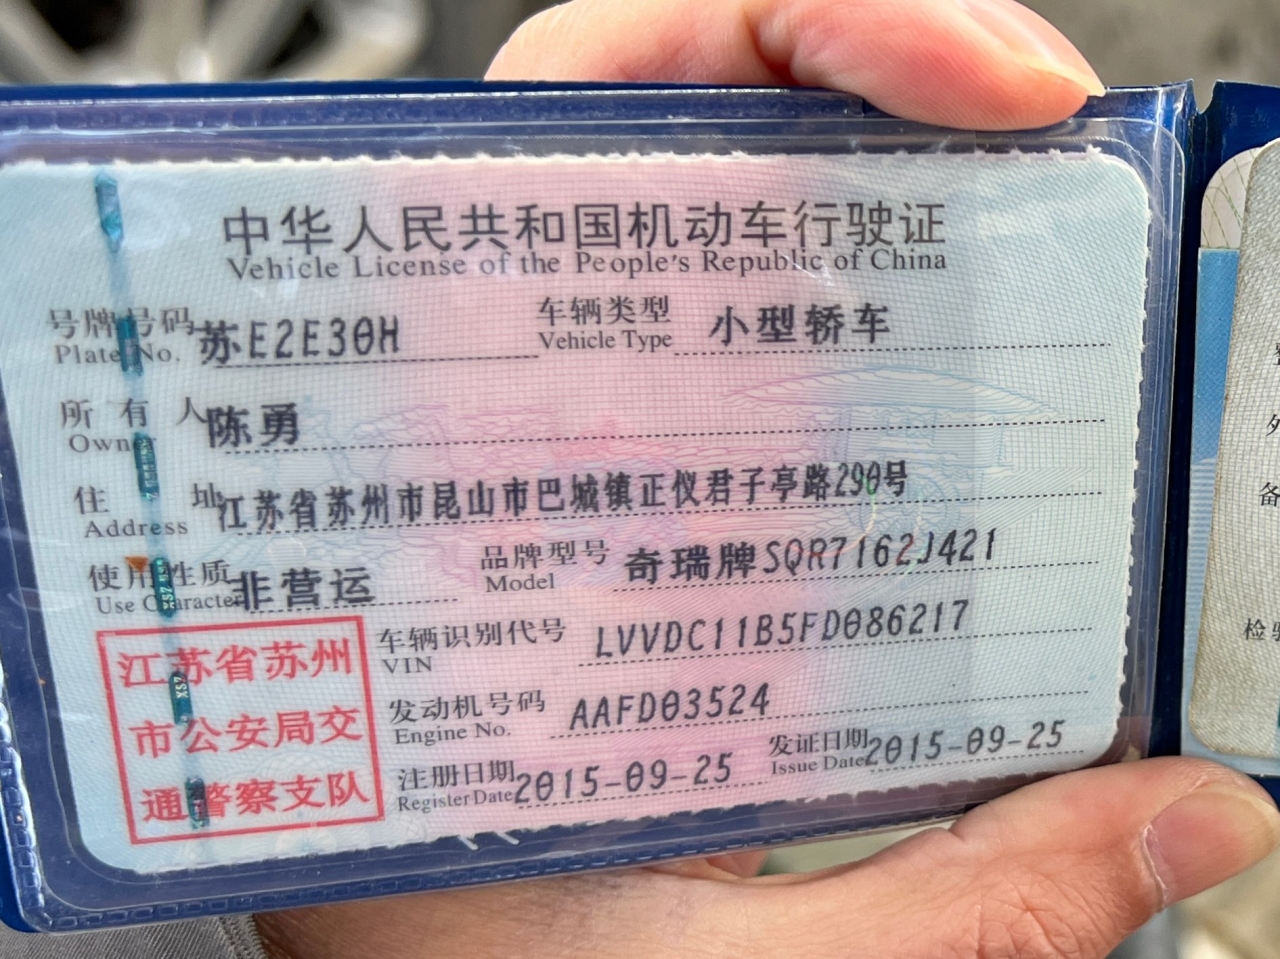 中华人民共和国机动车行驶证
Vehicle License of the People's Republic of China
号牌号码 苏E2E30H 车辆类型 小型轿车
Plate No. Vehicle Type
所有人 陈勇
Owner
住址 江苏省苏州市昆山市巴城镇正仪君子亭路290号
Address
使用性质 非营运 品牌型号 奇瑞牌SQR7162J421
Use Character Model
江苏省苏州
市公安局交
通警察支队
车辆识别代号 LVVDC11B5FD086217
VIN
发动机号码 AAFD03524
Engine No.
注册日期 2015-09-25 发证日期 2015-09-25
Register Date Issue Date
备
检验